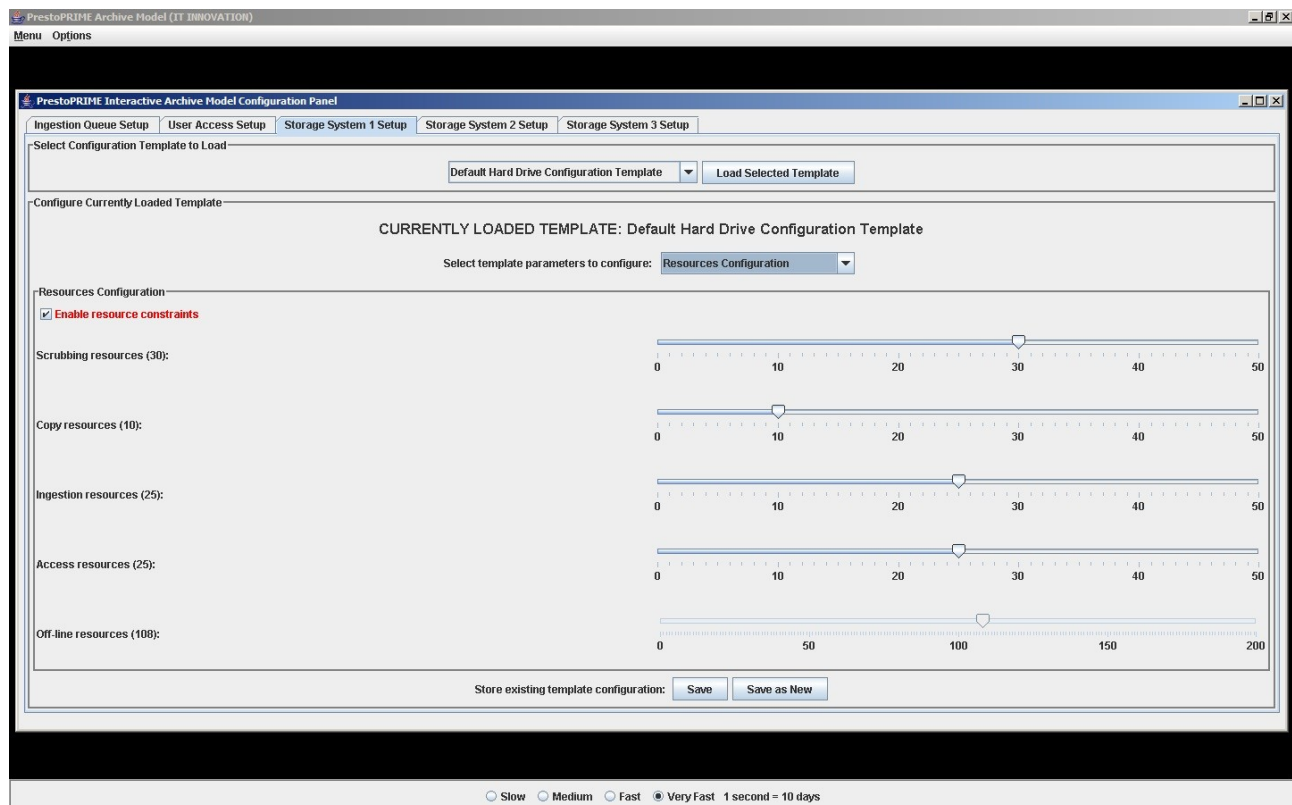 PrestoPRIME Archive Model (IT INNOVATION)
Menu Options
PrestoPRIME Interactive Archive Model Configuration Panel
Ingestion Queue Setup User Access Setup Storage System 1 Setup Storage System 2 Setup Storage System 3 Setup
Select Configuration Template to Load
Default Hard Drive Configuration Template Load Selected Template
Configure Currently Loaded Template
CURRENTLY LOADED TEMPLATE: Default Hard Drive Configuration Template
Select template parameters to configure: Resources Configuration
Resources Configuration
Enable resource constraints
Scrubbing resources (30):
0 10 20 30 40 50
Copy resources (10):
0 10 20 30 40 50
Ingestion resources (25):
0 10 20 30 40 50
Access resources (25):
0 10 20 30 40 50
Off-line resources (108):
0 50 100 150 200
Store existing template configuration: Save Save as New
Slow Medium Fast Very Fast 1 second = 10 days